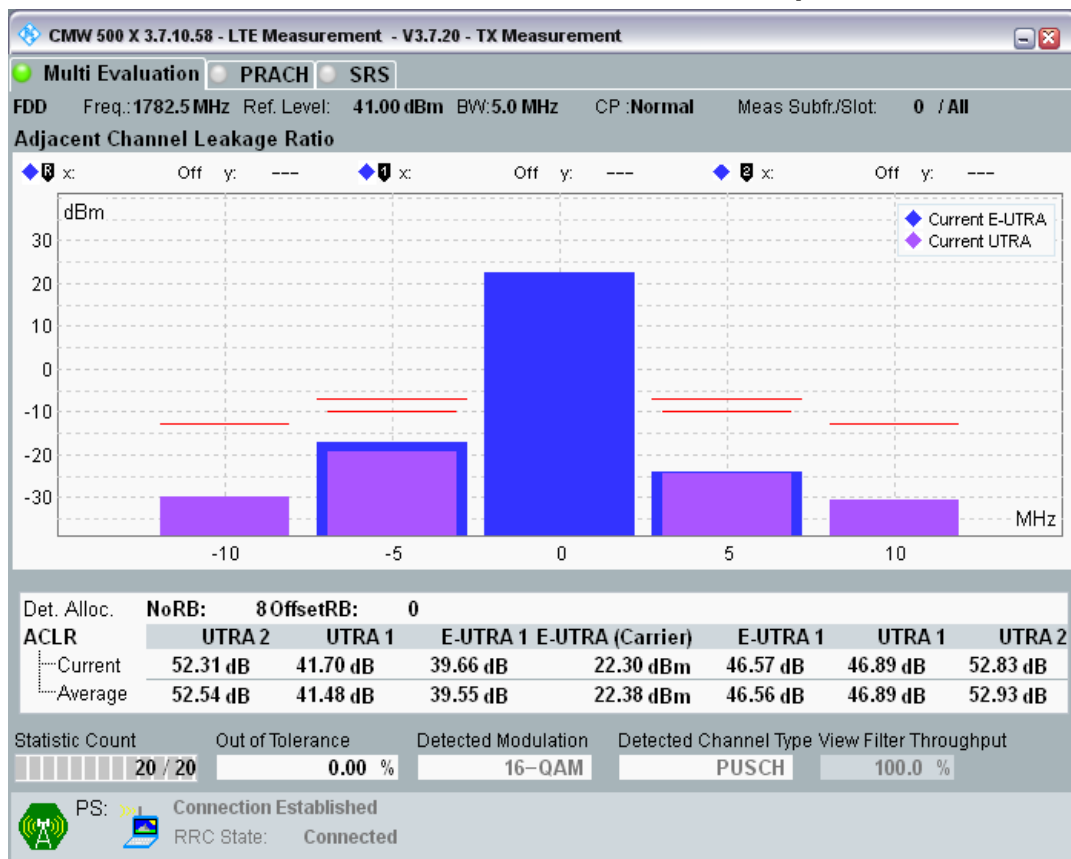 CMW 500 X 3.7.10.58 - LTE Measurement - V3.7.20 - TX Measurement
Multi Evaluation PRACH SRS
FDD Freq.:1782.5 MHz Ref. Level: 41.00 dBm BW:5.0 MHz CP :Normal Meas Subfr./Slot: 0 / All
Adjacent Channel Leakage Ratio
R x: Off y: --- 1 x: Off y: --- 2 x: Off y: ---
dBm
Current E-UTRA
Current UTRA
30
20
10
0
-10
-20
-30
MHz
-10 -5 0 5 10
Det. Alloc. NoRB: 8 OffsetRB: 0
ACLR UTRA 2 UTRA 1 E-UTRA 1 E-UTRA (Carrier) E-UTRA 1 UTRA 1 UTRA 2
Current 52.31 dB 41.70 dB 39.66 dB 22.30 dBm 46.57 dB 46.89 dB 52.83 dB
Average 52.54 dB 41.48 dB 39.55 dB 22.38 dBm 46.56 dB 46.89 dB 52.93 dB
Statistic Count Out of Tolerance Detected Modulation Detected Channel Type View Filter Throughput
20 / 20 0.00 % 16-QAM PUSCH 100.0 %
PS: Connection Established
RRC State: Connected